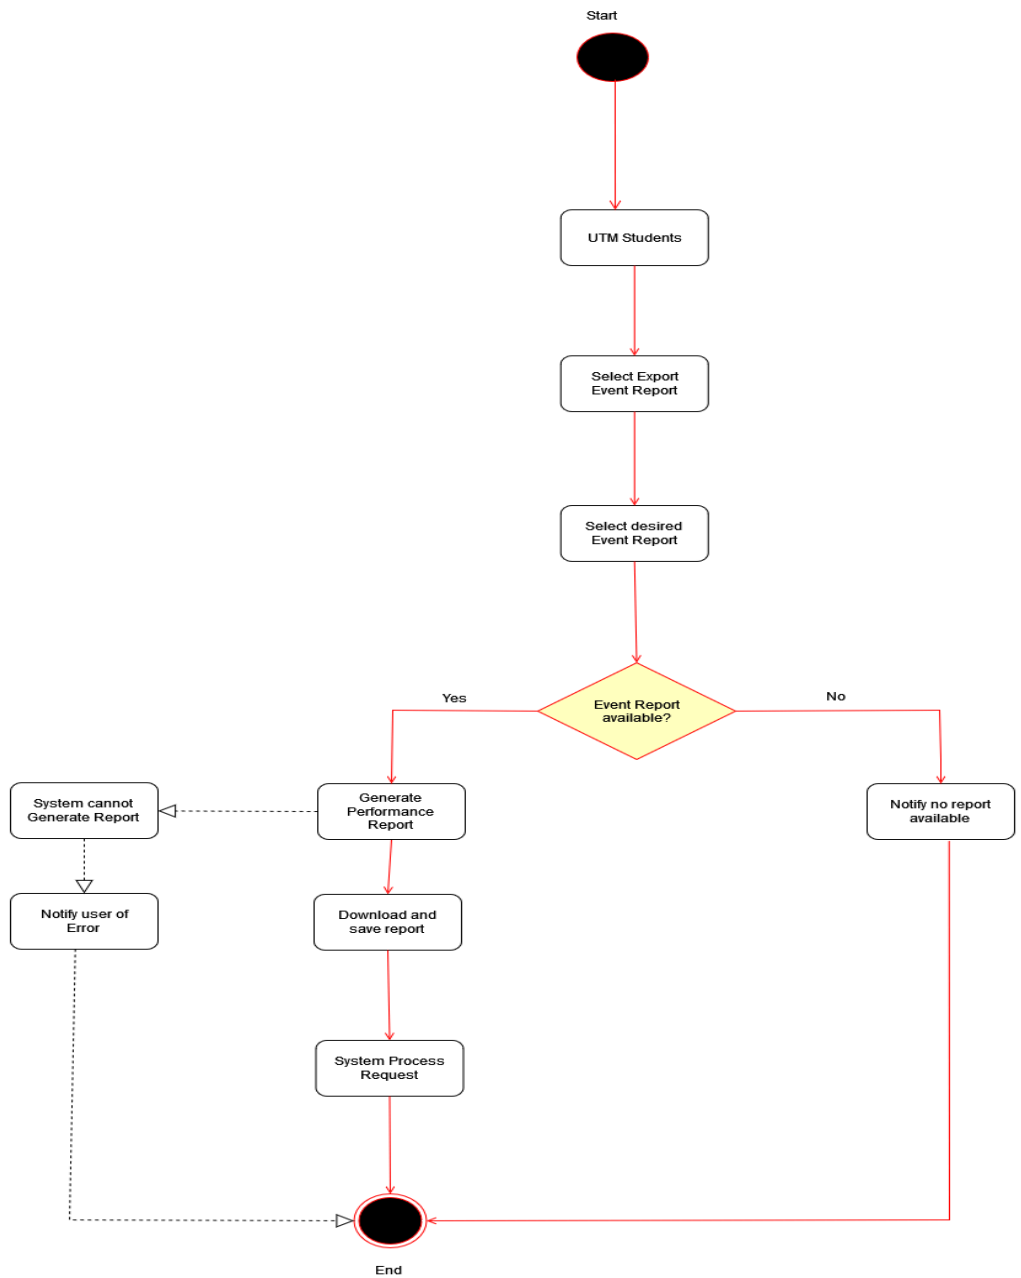 Start
UTM Students
Select Export
Event Report
Select desired
Event Report
Event Report
available?
Yes
No
System cannot
Generate Report
Generate
Performance
Report
Notify no report
available
Notify user of
Error
Download and
save report
System Process
Request
End